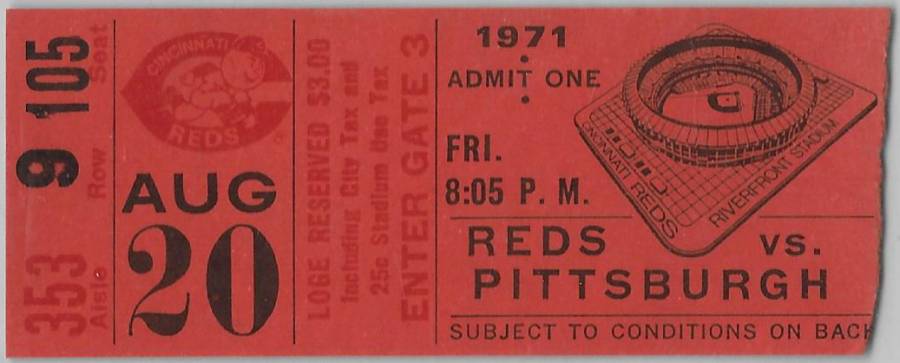 353 9 105
Aisle Row Seat
CINCINNATI
REDS
AUG
20
LOGE RESERVED $3.00
Including City Tax and
25c Stadium Use Tax
ENTER GATE 3
1971
ADMIT ONE
FRI.
8:05 P. M.
CINCINNATI REDS
RIVERFRONT STADIUM
REDS VS.
PITTSBURGH
SUBJECT TO CONDITIONS ON BACK